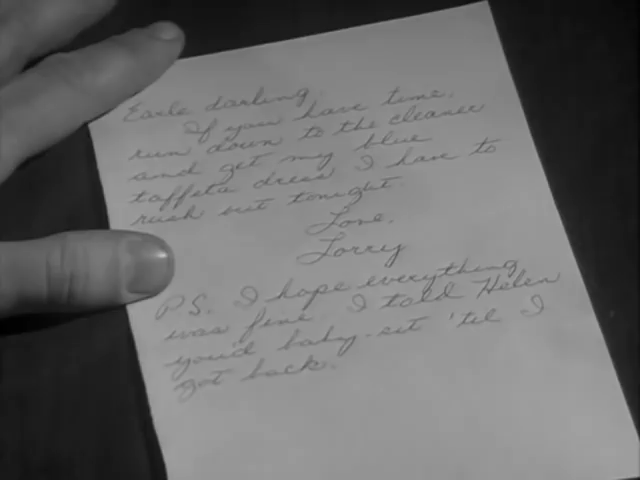 Earle darling
If you have time,
run down to the cleaner
and get my blue
taffeta dress I have to
rush out tonight.
Love,
Lorry
P.S. I hope everything
was fine. I told Helen
you'd baby-sit 'til I
got back.